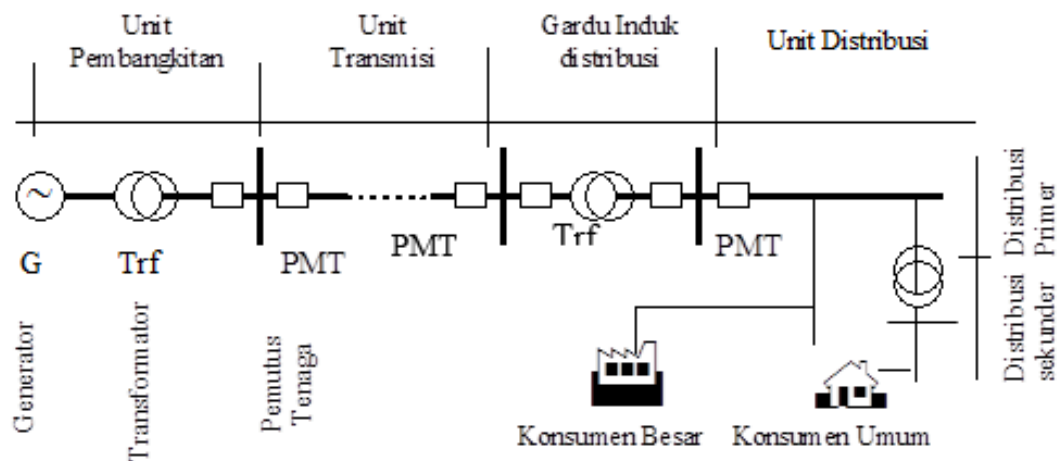 Unit
Pembangkitan
Unit
Transmisi
Gardu Induk
distribusi
Unit Distribusi
~
G
Trf
PMT
PMT
Trf
PMT
Generator
Transformator
Pemutus
Tenaga
Konsumen Besar
Konsumen Umum
Distribusi
Primer
Distribusi
sekunder